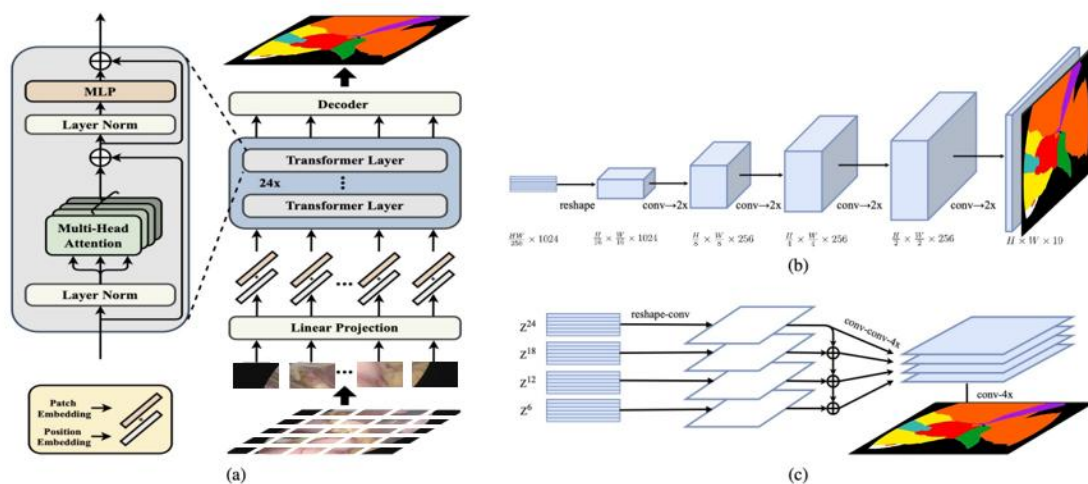 MLP
Layer Norm
Multi-Head
Attention
Layer Norm
Patch
Embedding
Position
Embedding
Decoder
Transformer Layer
24x
Transformer Layer
Linear Projection
(a)
reshape
conv→2x
conv→2x
conv→2x
conv→2x
HW/256 × 1024
H/16 × W/16 × 1024
H/8 × W/8 × 256
H/4 × W/4 × 256
H/2 × W/2 × 256
H × W × 19
(b)
Z^24
Z^18
Z^12
Z^6
reshape-conv
conv-conv-4x
conv-4x
(c)